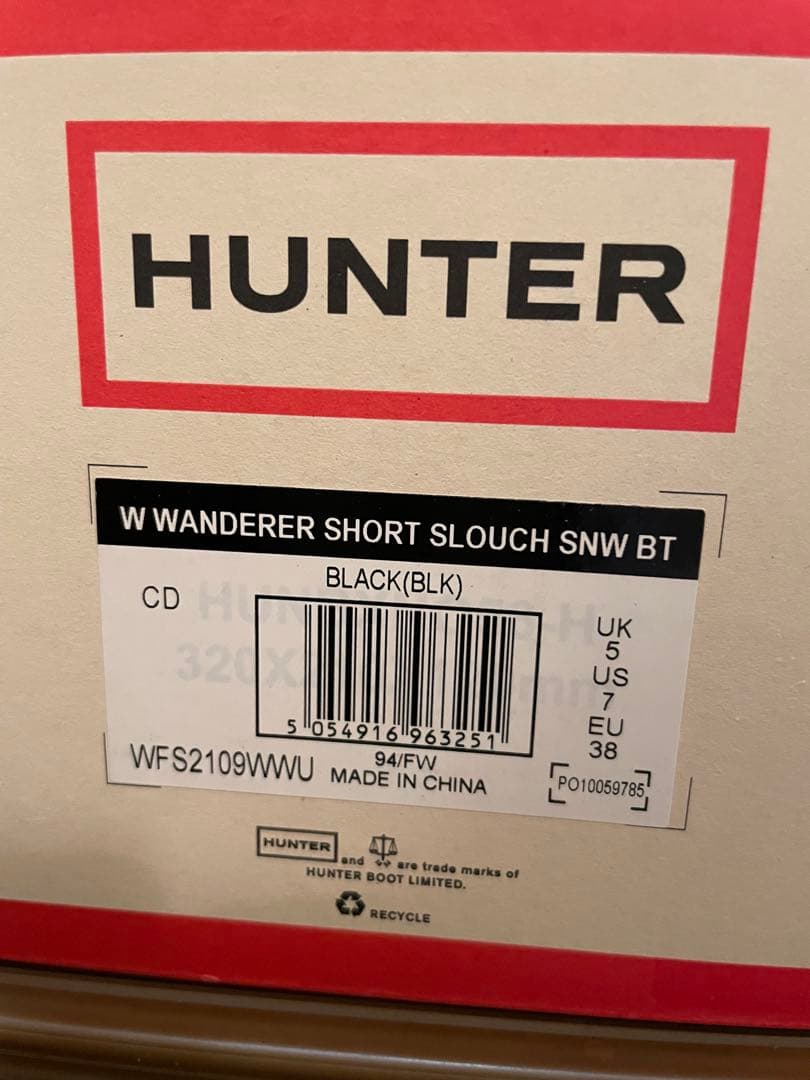 HUNTER
W WANDERER SHORT SLOUCH SNW BT
BLACK(BLK)
CD
UK
5
US
7
EU
38
5 054916 963251
94/FW
WFS2109WWU
MADE IN CHINA
PO10059785
HUNTER and are trade marks of
HUNTER BOOT LIMITED.
RECYCLE